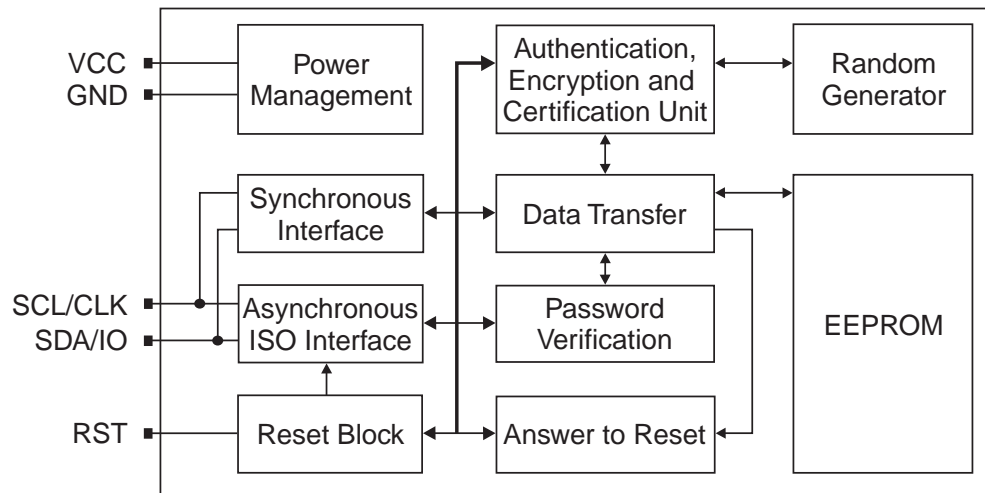 VCC
GND
Power
Management
Authentication,
Encryption and
Certification Unit
Random
Generator
Synchronous
Interface
Data Transfer
SCL/CLK
SDA/IO
Asynchronous
ISO Interface
Password
Verification
EEPROM
RST
Reset Block
Answer to Reset